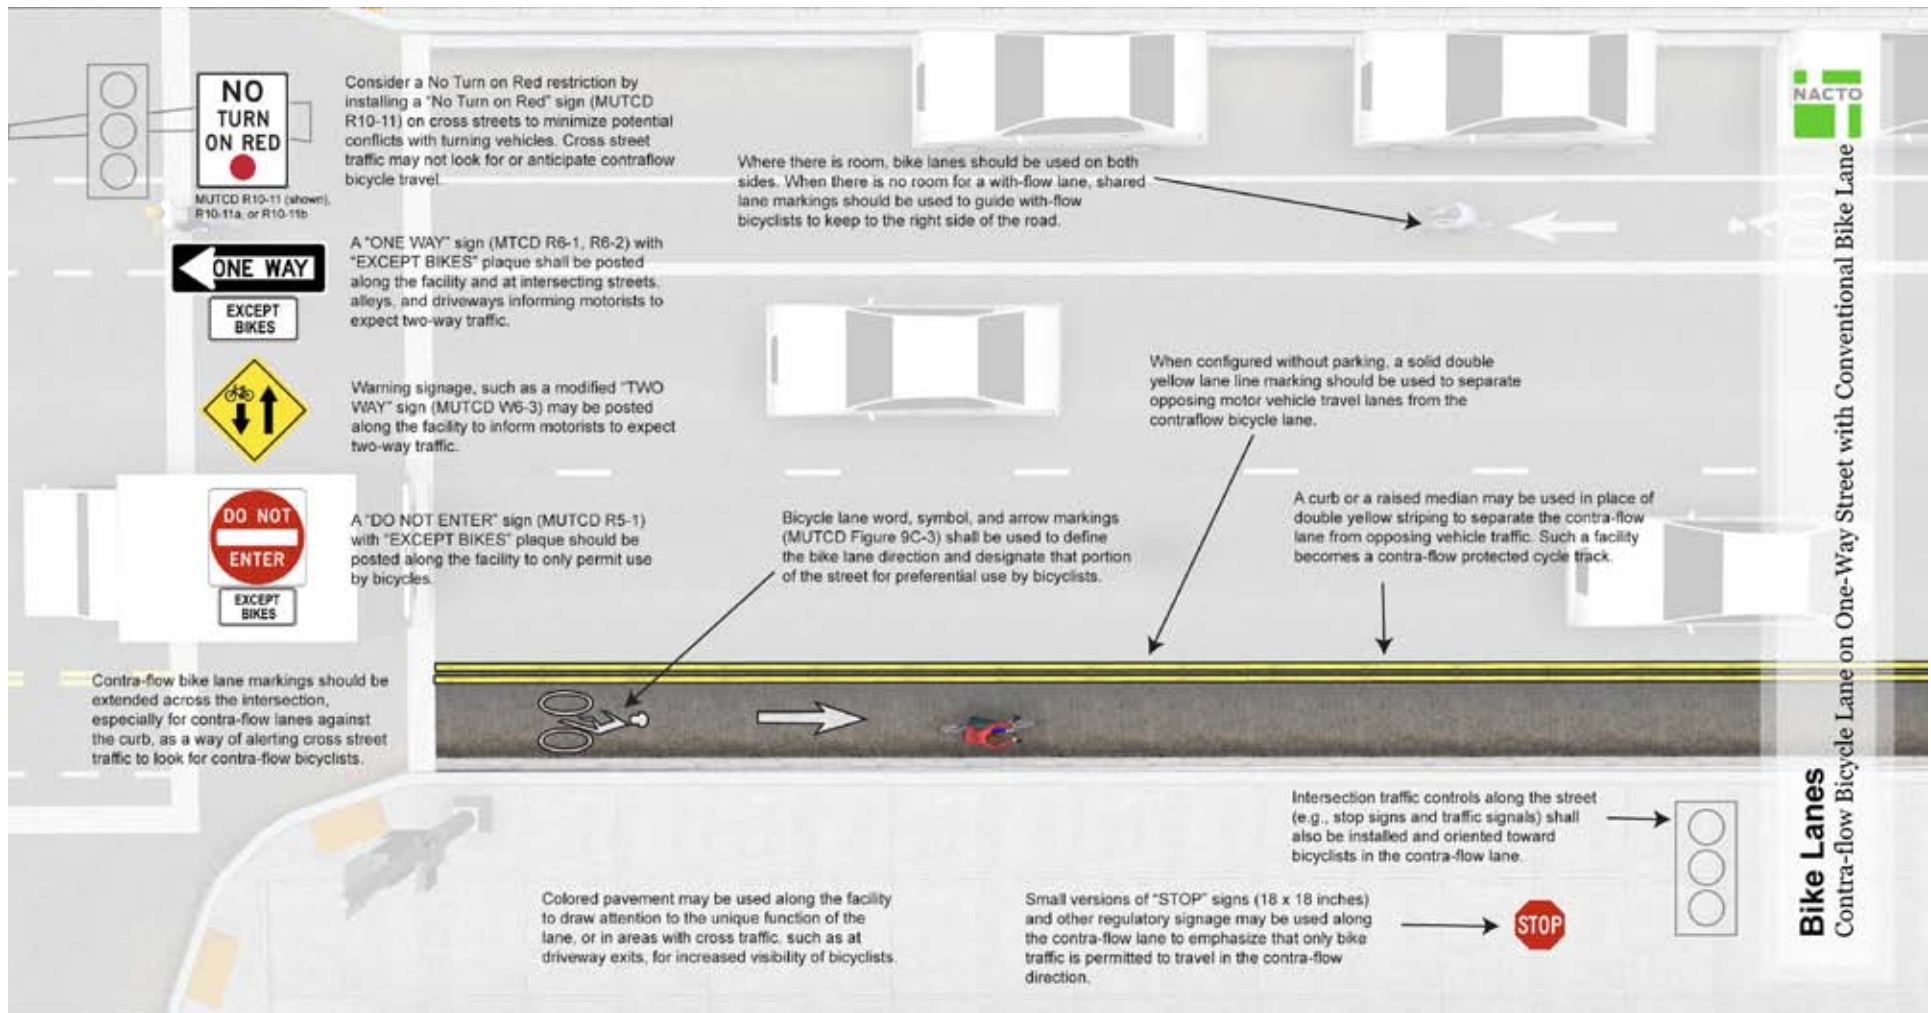 NO
TURN
ON RED
MUTCD R10-11 (shown),
R10-11a, or R10-11b
Consider a No Turn on Red restriction by
installing a "No Turn on Red" sign (MUTCD
R10-11) on cross streets to minimize potential
conflicts with turning vehicles. Cross street
traffic may not look for or anticipate contraflow
bicycle travel.
ONE WAY
EXCEPT
BIKES
A "ONE WAY" sign (MTCD R6-1, R6-2) with
"EXCEPT BIKES" plaque shall be posted
along the facility and at intersecting streets,
alleys, and driveways informing motorists to
expect two-way traffic.
Warning signage, such as a modified "TWO
WAY" sign (MUTCD W6-3) may be posted
along the facility to inform motorists to expect
two-way traffic.
DO NOT
ENTER
EXCEPT
BIKES
A "DO NOT ENTER" sign (MUTCD R5-1)
with "EXCEPT BIKES" plaque should be
posted along the facility to only permit use
by bicycles.
Contra-flow bike lane markings should be
extended across the intersection,
especially for contra-flow lanes against
the curb, as a way of alerting cross street
traffic to look for contra-flow bicyclists.
Where there is room, bike lanes should be used on both
sides. When there is no room for a with-flow lane, shared
lane markings should be used to guide with-flow
bicyclists to keep to the right side of the road.
When configured without parking, a solid double
yellow lane line marking should be used to separate
opposing motor vehicle travel lanes from the
contraflow bicycle lane.
Bicycle lane word, symbol, and arrow markings
(MUTCD Figure 9C-3) shall be used to define
the bike lane direction and designate that portion
of the street for preferential use by bicyclists.
A curb or a raised median may be used in place of
double yellow striping to separate the contra-flow
lane from opposing vehicle traffic. Such a facility
becomes a contra-flow protected cycle track.
Intersection traffic controls along the street
(e.g., stop signs and traffic signals) shall
also be installed and oriented toward
bicyclists in the contra-flow lane.
Colored pavement may be used along the facility
to draw attention to the unique function of the
lane, or in areas with cross traffic, such as at
driveway exits, for increased visibility of bicyclists.
Small versions of "STOP" signs (18 x 18 inches)
and other regulatory signage may be used along
the contra-flow lane to emphasize that only bike
traffic is permitted to travel in the contra-flow
direction.
STOP
NACTO
Bike Lanes
Contra-flow Bicycle Lane on One-Way Street with Conventional Bike Lane